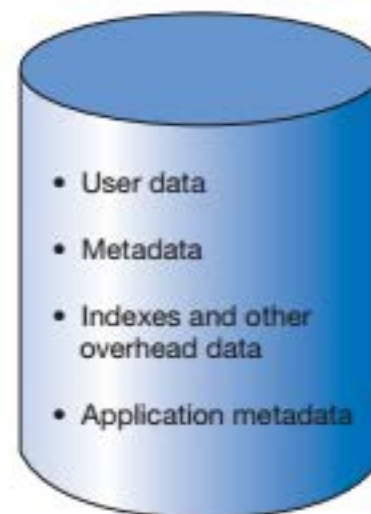 • User data
• Metadata
• Indexes and other
overhead data
• Application metadata